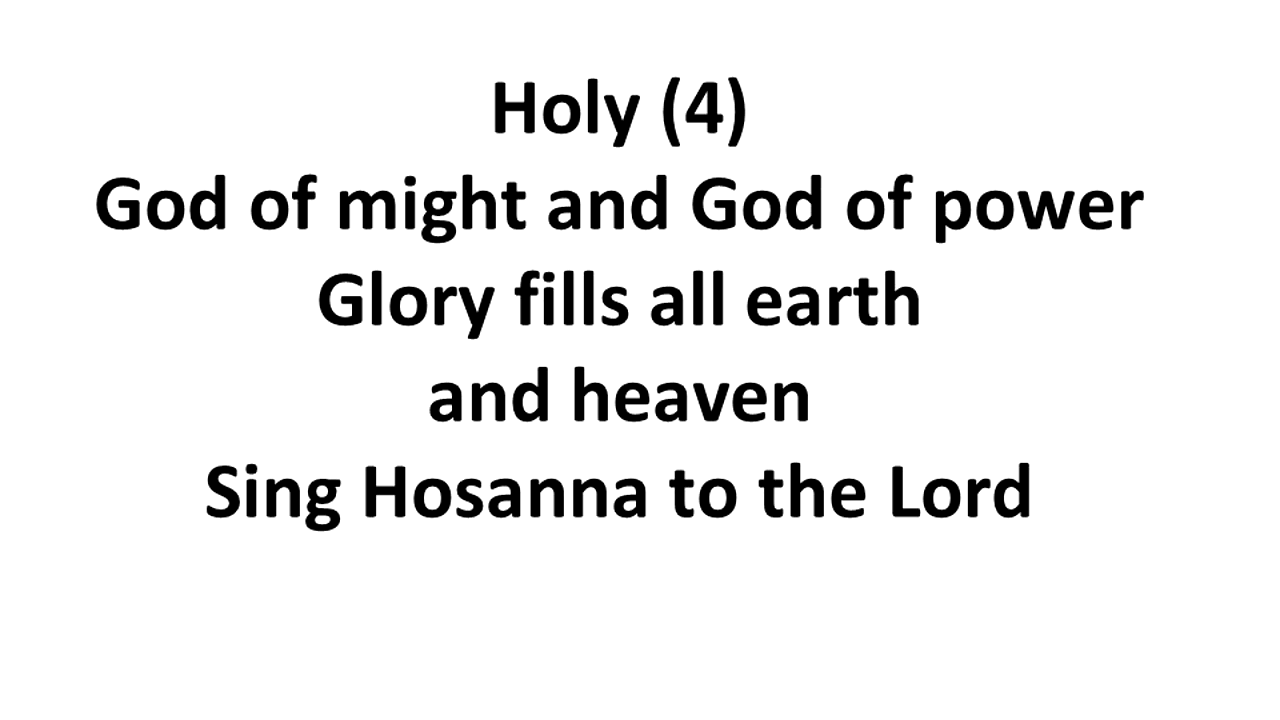 Holy (4)
God of might and God of power
Glory fills all earth
and heaven
Sing Hosanna to the Lord